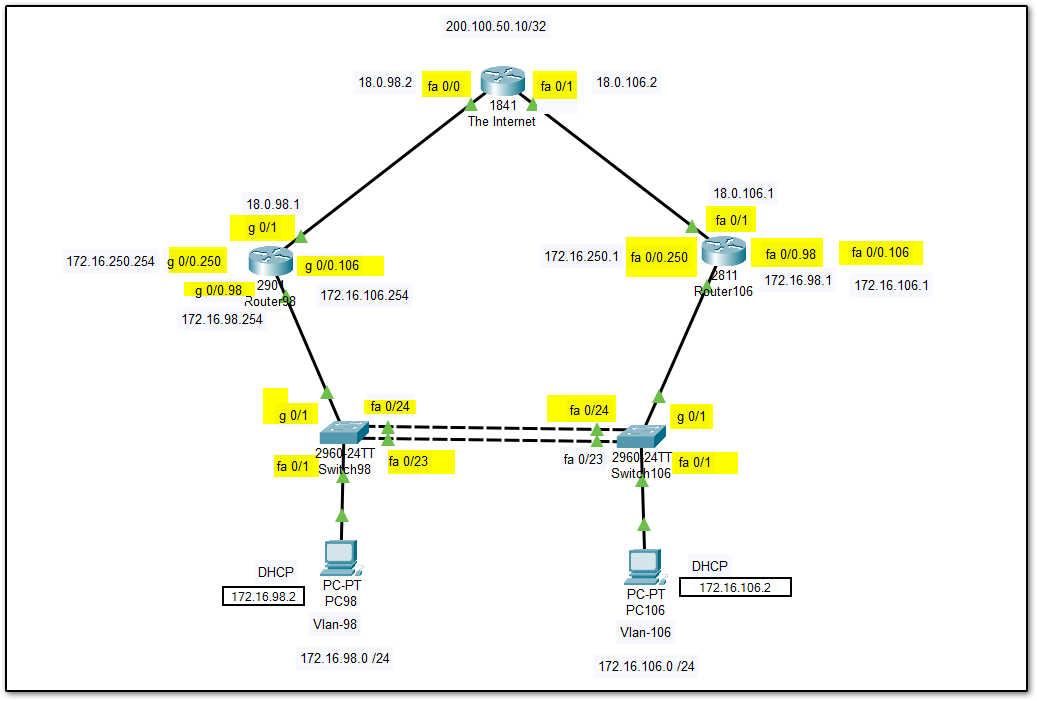 200.100.50.10/32
18.0.98.2
fa 0/0
fa 0/1
18.0.106.2
1841
The Internet
18.0.98.1
g 0/1
18.0.106.1
fa 0/1
172.16.250.254
g 0/0.250
g 0/0.106
172.16.250.1
fa 0/0.250
fa 0/0.98
fa 0/0.106
g 0/0.98
2901
Router98
172.16.106.254
2811
Router106
172.16.98.1
172.16.106.1
172.16.98.254
g 0/1
fa 0/24
fa 0/24
g 0/1
2960-24TT
Switch98
fa 0/1
fa 0/23
fa 0/23
2960-24TT
Switch106
fa 0/1
DHCP
172.16.98.2
PC-PT
PC98
Vlan-98
172.16.98.0 /24
DHCP
172.16.106.2
PC-PT
PC106
Vlan-106
172.16.106.0 /24